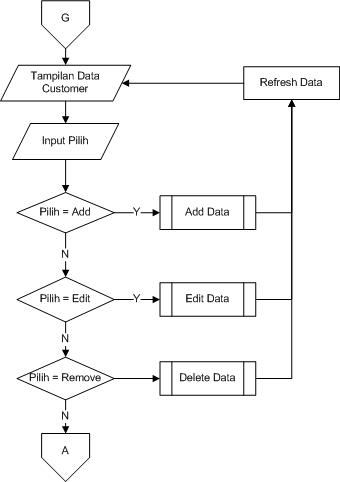 G
Tampilan Data
Customer
Refresh Data
Input Pilih
Pilih = Add
Y
Add Data
N
Pilih = Edit
Y
Edit Data
N
Pilih = Remove
Delete Data
N
A